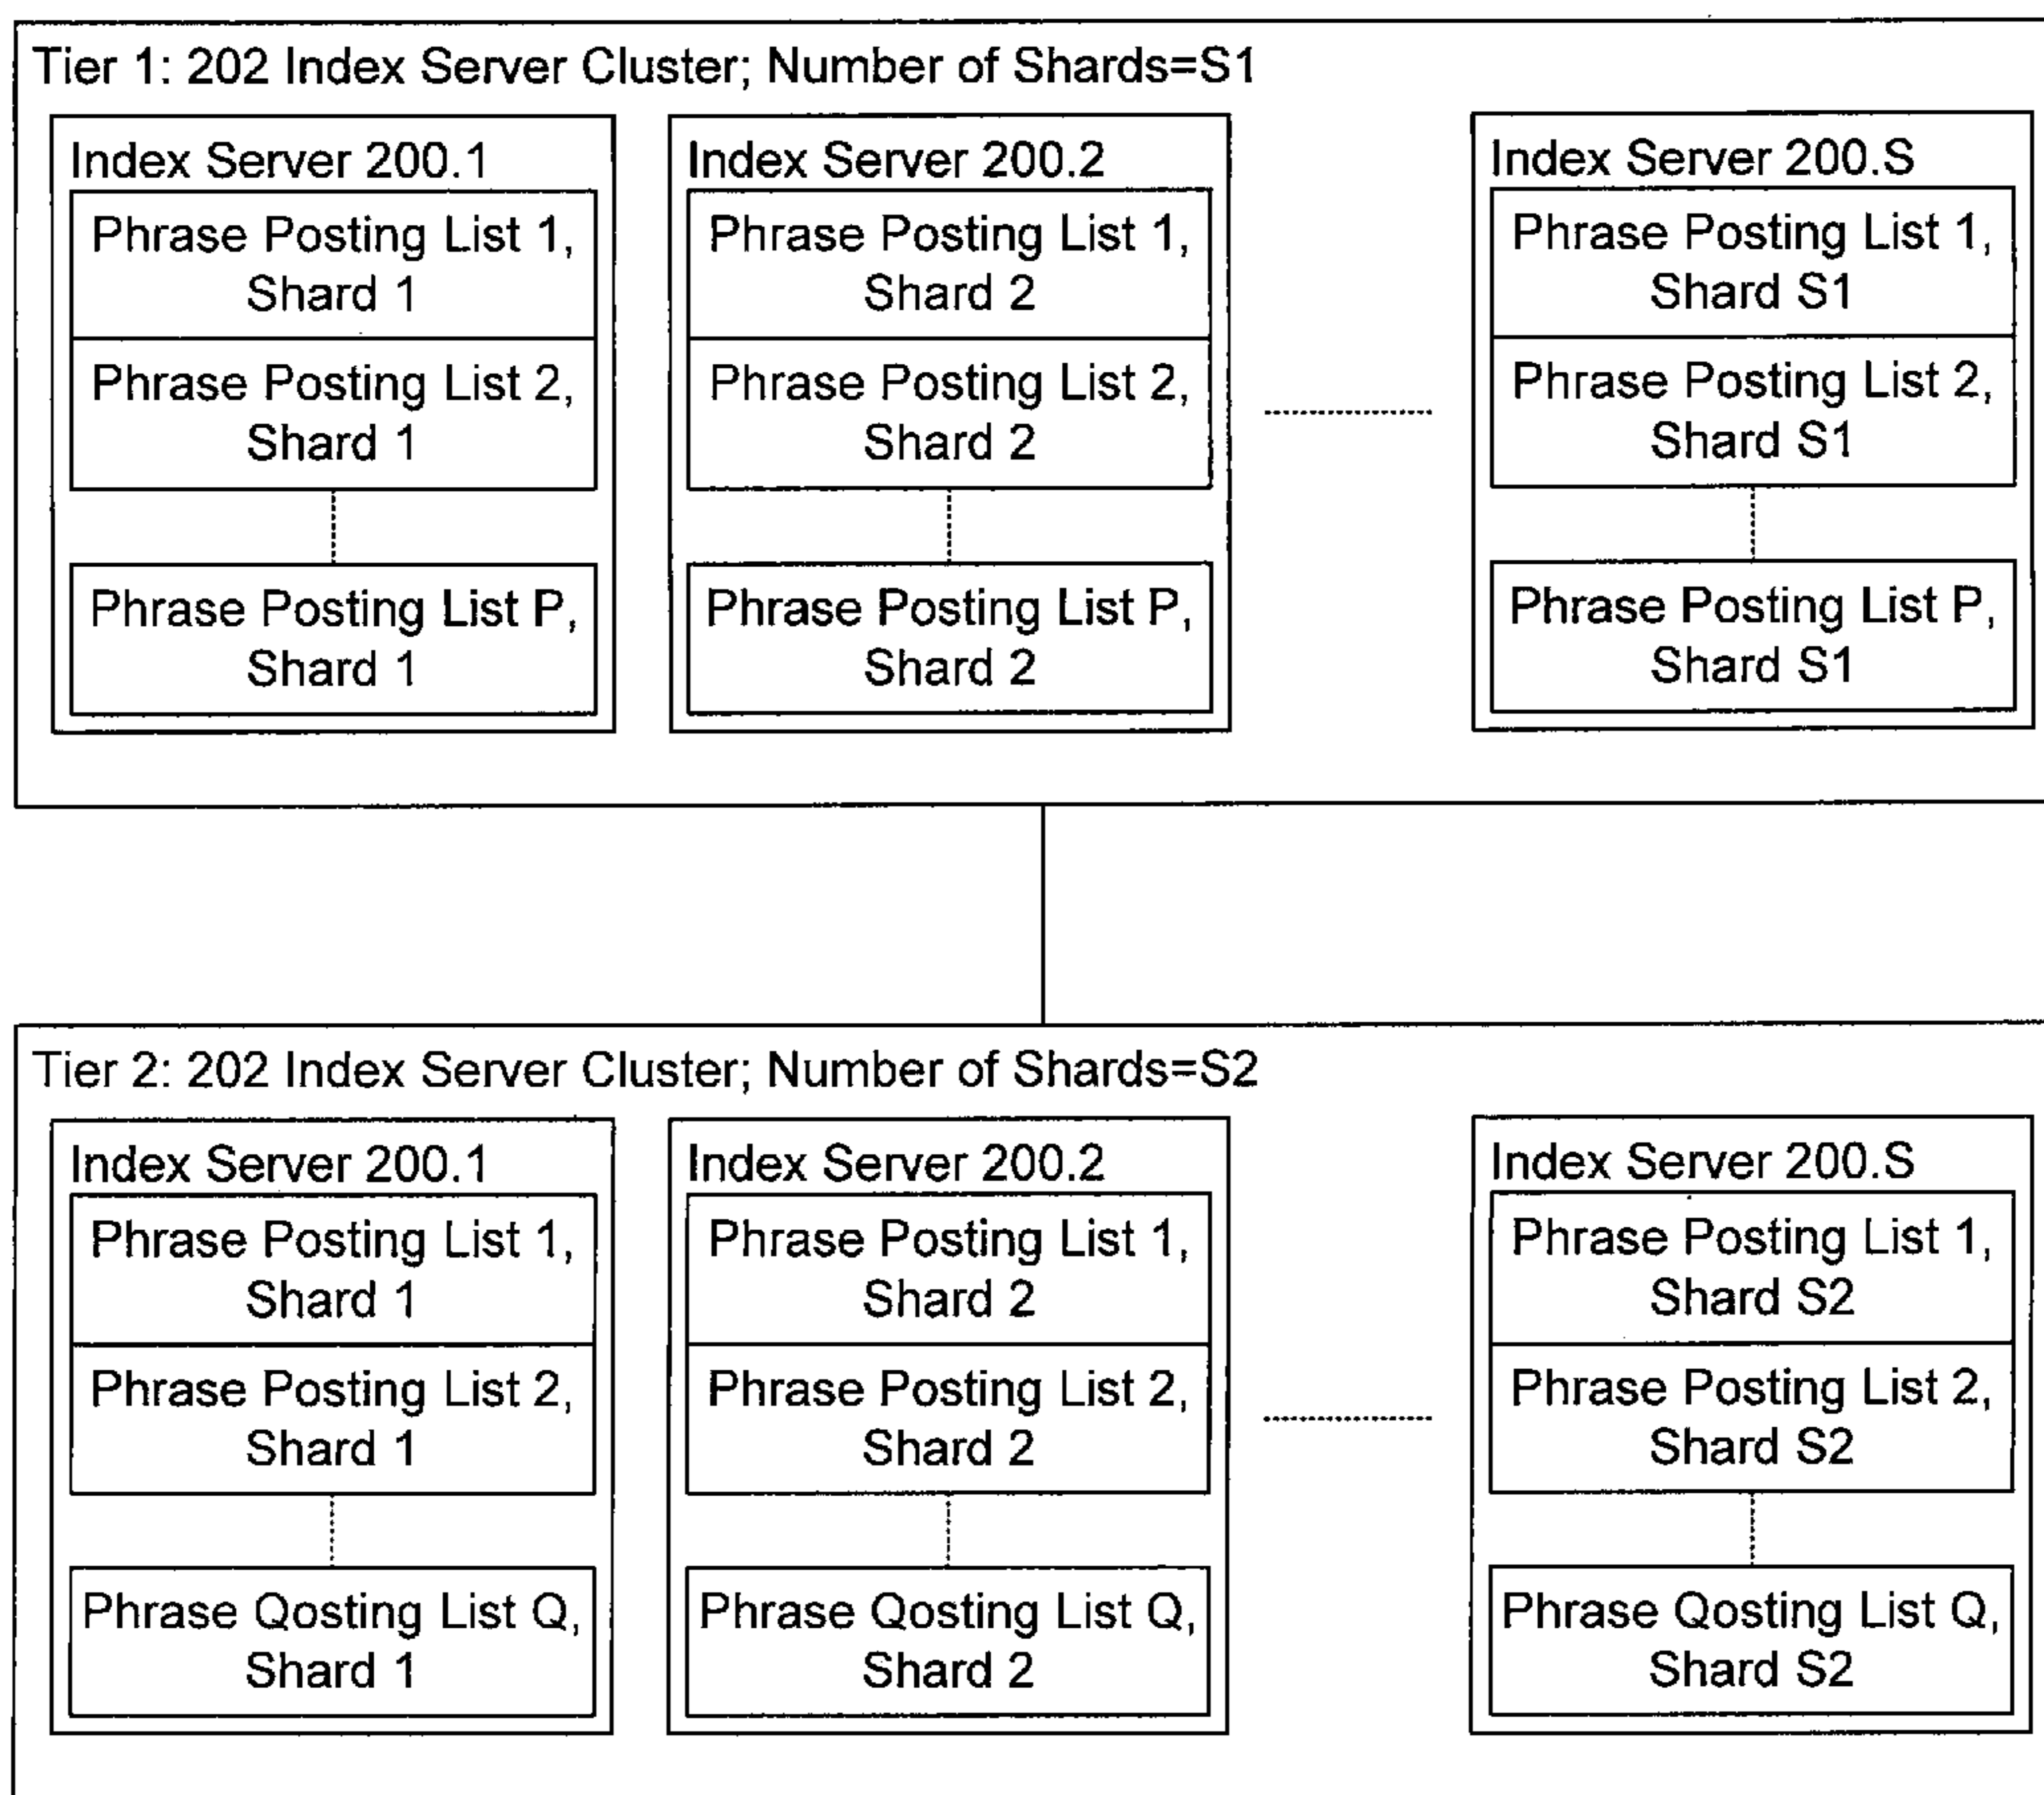 Tier 1: 202 Index Server Cluster; Number of Shards=S1
Index Server 200.1
Phrase Posting List 1,
Shard 1
Phrase Posting List 2,
Shard 1
Phrase Posting List P,
Shard 1
Index Server 200.2
Phrase Posting List 1,
Shard 2
Phrase Posting List 2,
Shard 2
Phrase Posting List P,
Shard 2
Index Server 200.S
Phrase Posting List 1,
Shard S1
Phrase Posting List 2,
Shard S1
Phrase Posting List P,
Shard S1
Tier 2: 202 Index Server Cluster; Number of Shards=S2
Index Server 200.1
Phrase Posting List 1,
Shard 1
Phrase Posting List 2,
Shard 1
Phrase Qosting List Q,
Shard 1
Index Server 200.2
Phrase Posting List 1,
Shard 2
Phrase Posting List 2,
Shard 2
Phrase Qosting List Q,
Shard 2
Index Server 200.S
Phrase Posting List 1,
Shard S2
Phrase Posting List 2,
Shard S2
Phrase Qosting List Q,
Shard S2